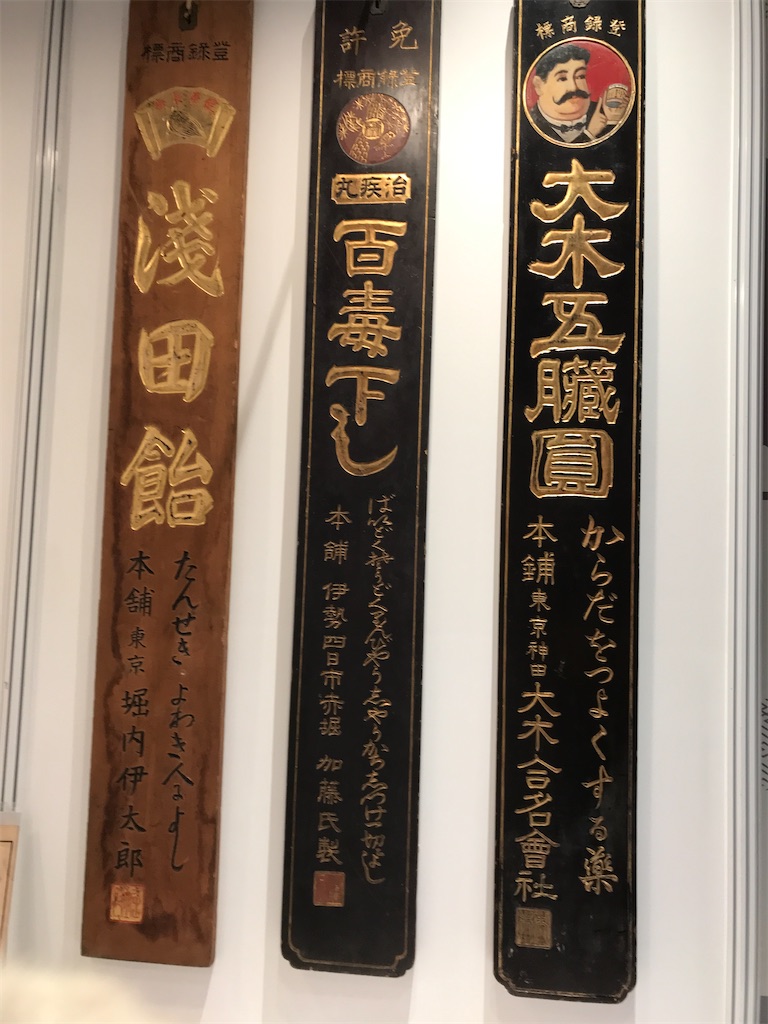 登録商標
大木五臟圓
からだをつよくする藥
本鋪 東京神田 大木合名會社
免許
登録商標
治疾丸
百毒下し
本舗 伊勢四日市赤堀 加藤氏製
登録商標
淺田飴
たんせき よわき人によし
本舗 東京 堀内伊太郎